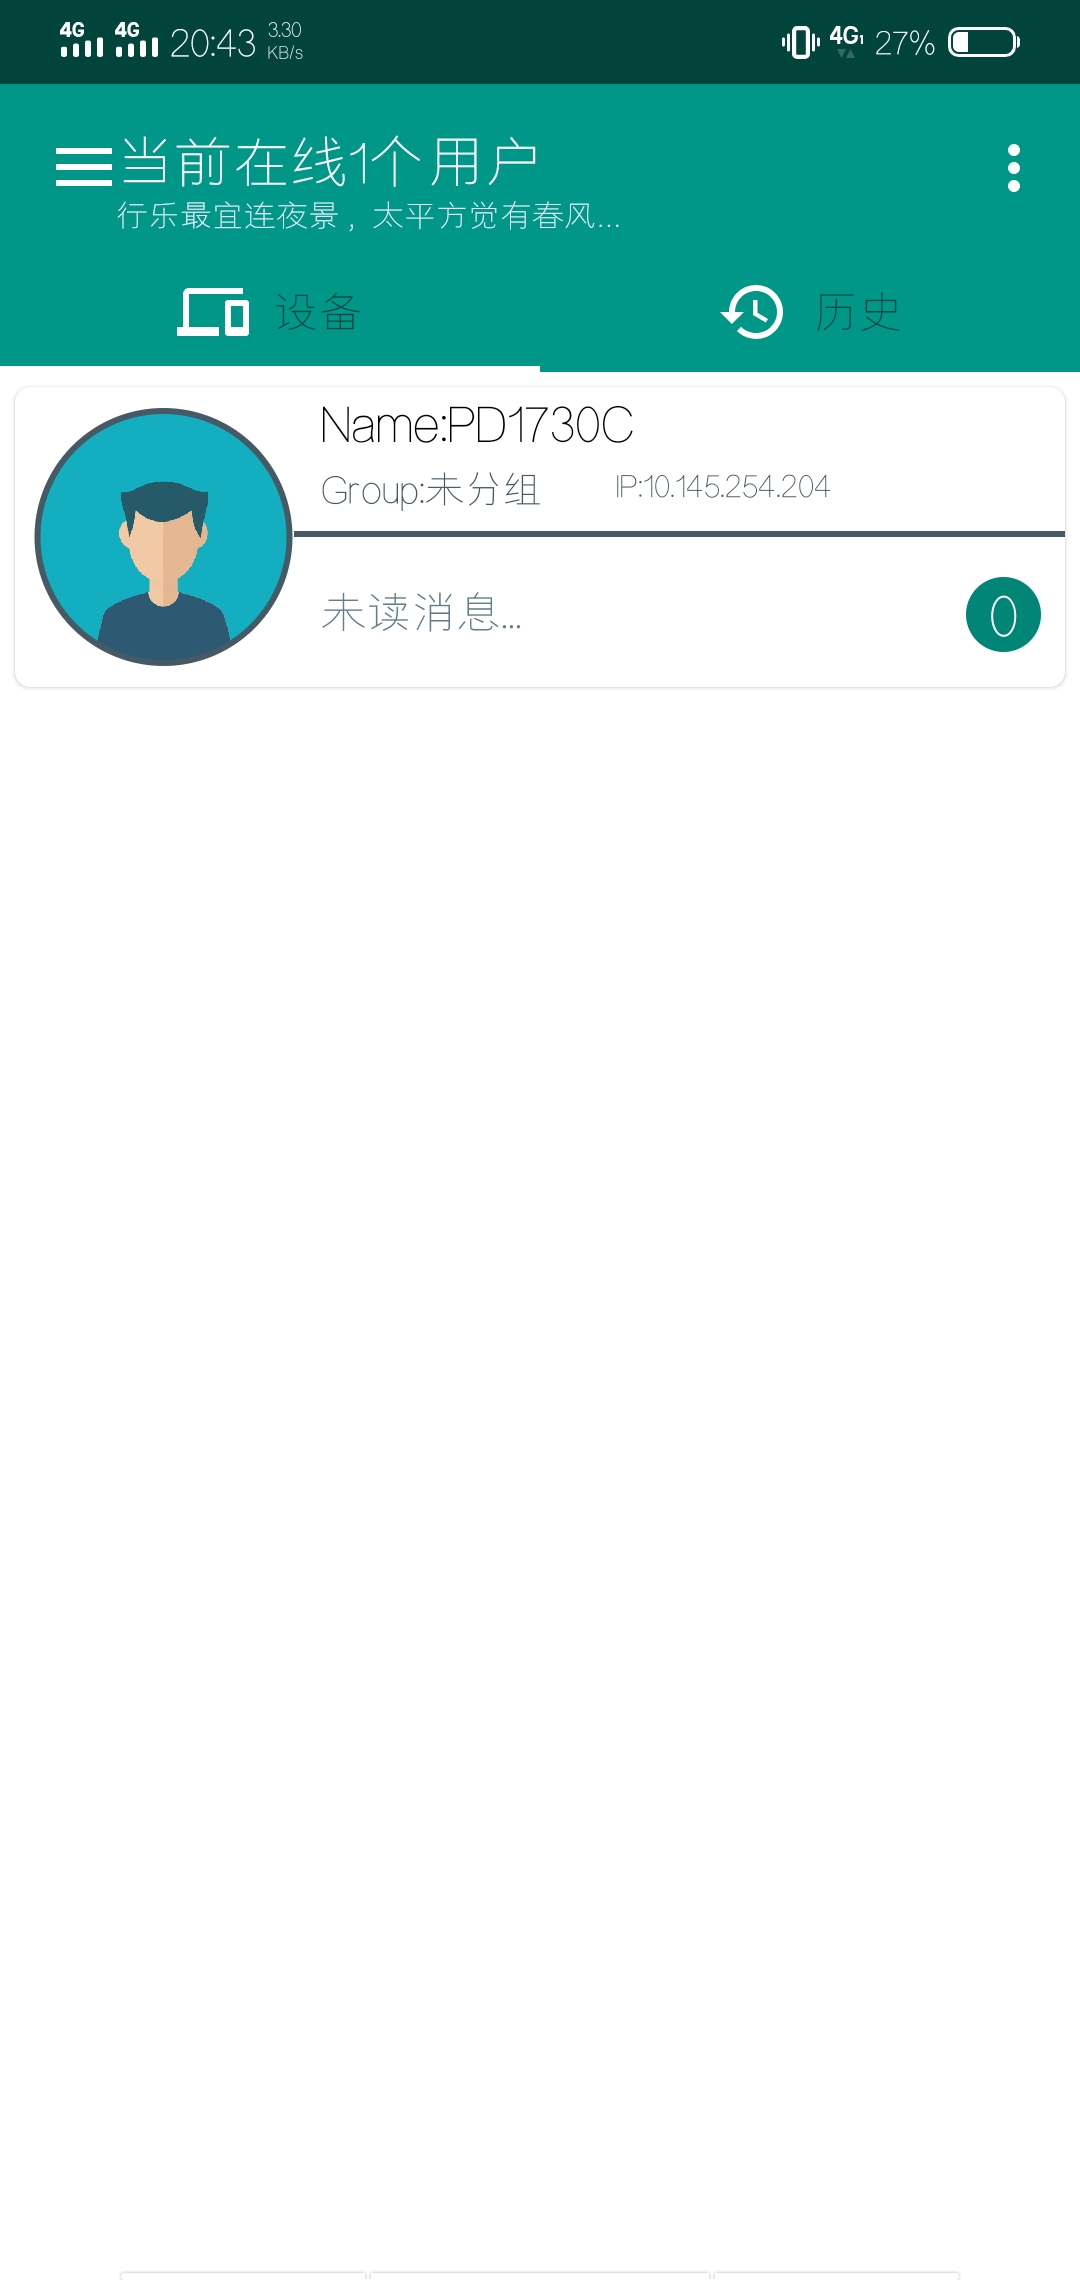 4G 4G 20:43 3.30 KB/s 4G1 27%
当前在线1个用户
行乐最宜连夜景，太平方觉有春风...
设备 历史
Name:PD1730C
Group:未分组 IP:10.145.254.204
未读消息... 0